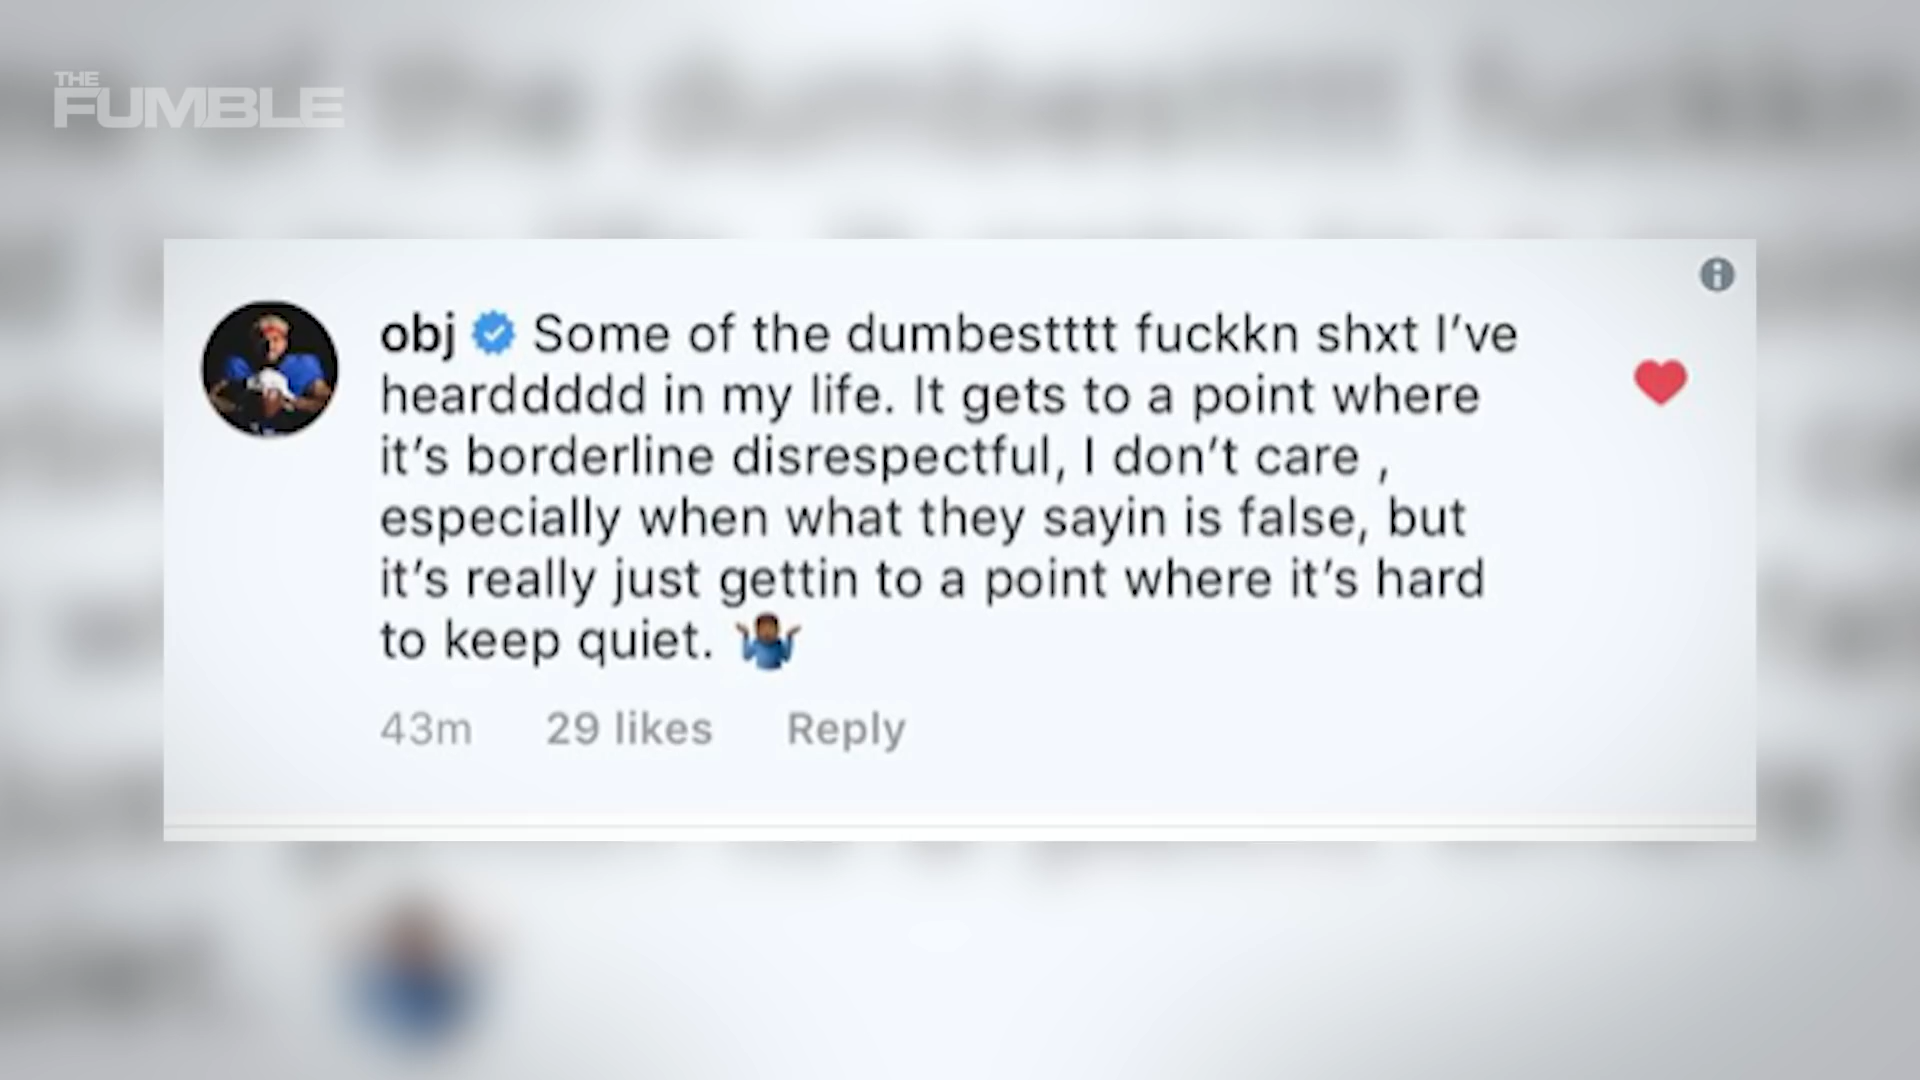 THE
FUMBLE
obj Some of the dumbestttt fuckkn shxt I’ve
hearddddd in my life. It gets to a point where
it’s borderline disrespectful, I don’t care ,
especially when what they sayin is false, but
it’s really just gettin to a point where it’s hard
to keep quiet. 🤷🏾‍♂️
43m 29 likes Reply